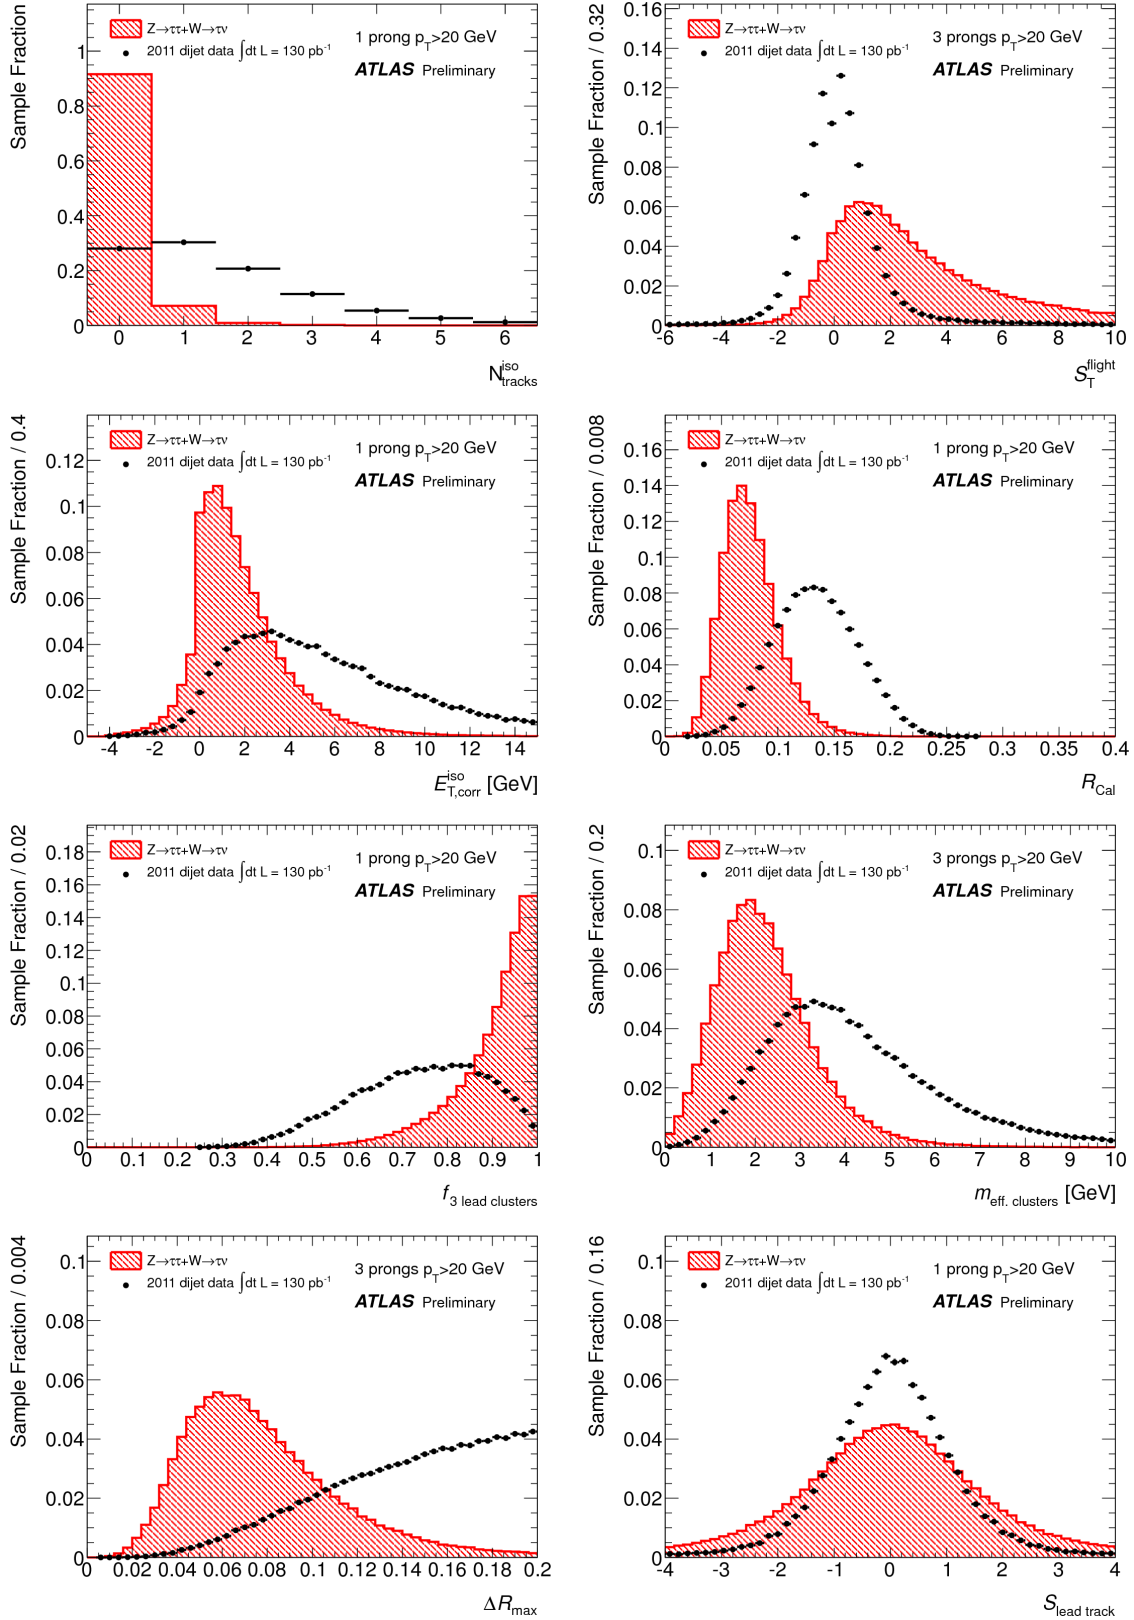 Sample Fraction
1
0.8
0.6
0.4
0.2
0
Z→ττ+W→τν
2011 dijet data ∫dt L = 130 pb⁻¹
1 prong p_T>20 GeV
ATLAS Preliminary
0 1 2 3 4 5 6
N^iso_tracks
Sample Fraction / 0.32
0.16
0.14
0.12
0.1
0.08
0.06
0.04
0.02
0
Z→ττ+W→τν
2011 dijet data ∫dt L = 130 pb⁻¹
3 prongs p_T>20 GeV
ATLAS Preliminary
-6 -4 -2 0 2 4 6 8 10
S_T^flight
Sample Fraction / 0.4
0.12
0.1
0.08
0.06
0.04
0.02
0
Z→ττ+W→τν
2011 dijet data ∫dt L = 130 pb⁻¹
1 prong p_T>20 GeV
ATLAS Preliminary
-4 -2 0 2 4 6 8 10 12 14
E^iso_T,corr [GeV]
Sample Fraction / 0.008
0.16
0.14
0.12
0.1
0.08
0.06
0.04
0.02
0
Z→ττ+W→τν
2011 dijet data ∫dt L = 130 pb⁻¹
1 prong p_T>20 GeV
ATLAS Preliminary
0 0.05 0.1 0.15 0.2 0.25 0.3 0.35 0.4
R_Cal
Sample Fraction / 0.02
0.18
0.16
0.14
0.12
0.1
0.08
0.06
0.04
0.02
0
Z→ττ+W→τν
2011 dijet data ∫dt L = 130 pb⁻¹
1 prong p_T>20 GeV
ATLAS Preliminary
0 0.1 0.2 0.3 0.4 0.5 0.6 0.7 0.8 0.9 1
f_3 lead clusters
Sample Fraction / 0.2
0.1
0.08
0.06
0.04
0.02
0
Z→ττ+W→τν
2011 dijet data ∫dt L = 130 pb⁻¹
3 prongs p_T>20 GeV
ATLAS Preliminary
0 1 2 3 4 5 6 7 8 9 10
m_eff. clusters [GeV]
Sample Fraction / 0.004
0.1
0.08
0.06
0.04
0.02
0
Z→ττ+W→τν
2011 dijet data ∫dt L = 130 pb⁻¹
3 prongs p_T>20 GeV
ATLAS Preliminary
0 0.02 0.04 0.06 0.08 0.1 0.12 0.14 0.16 0.18 0.2
ΔR_max
Sample Fraction / 0.16
0.1
0.08
0.06
0.04
0.02
0
Z→ττ+W→τν
2011 dijet data ∫dt L = 130 pb⁻¹
1 prong p_T>20 GeV
ATLAS Preliminary
-4 -3 -2 -1 0 1 2 3 4
S_lead track